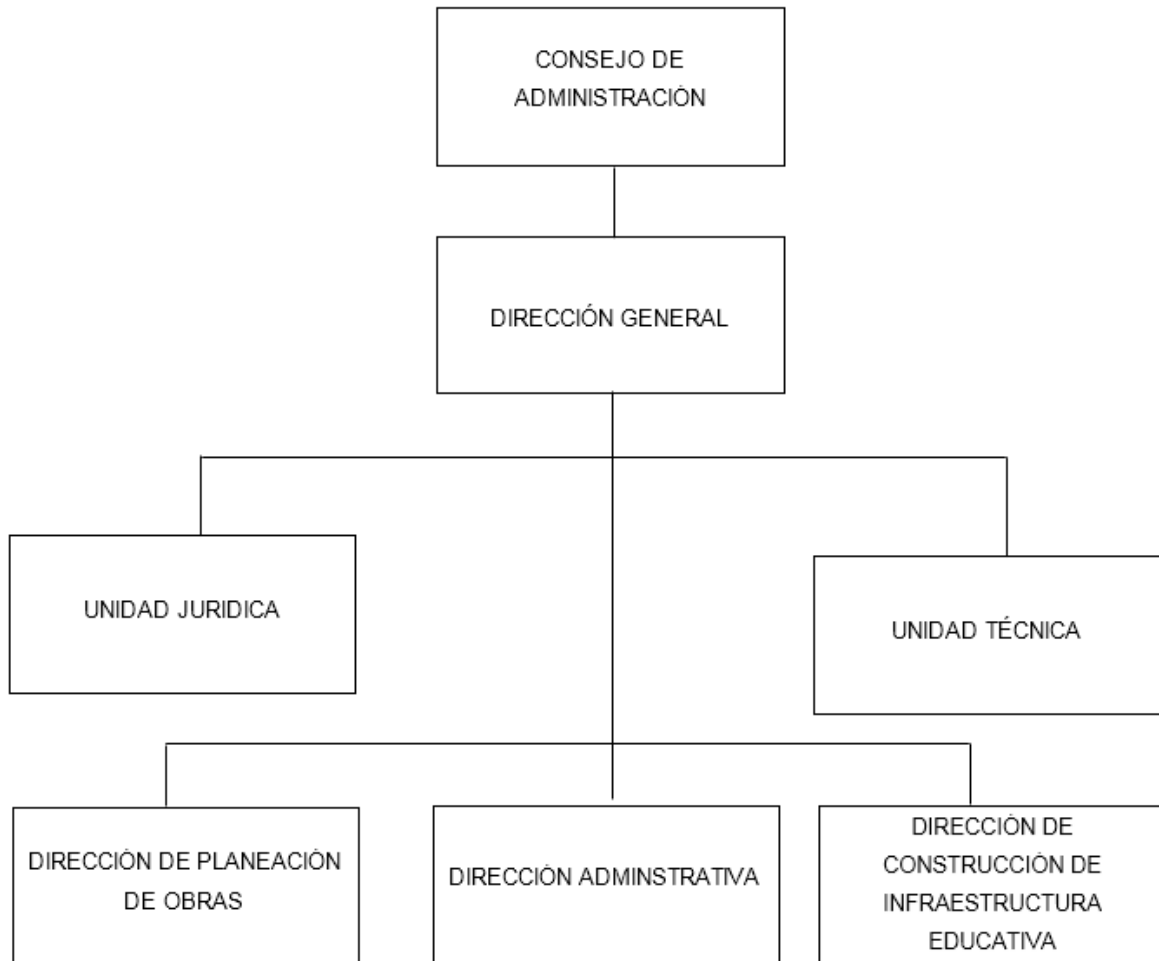 CONSEJO DE
ADMINISTRACIÓN
DIRECCIÓN GENERAL
UNIDAD JURIDICA
UNIDAD TÉCNICA
DIRECCIÓN DE PLANEACIÓN
DE OBRAS
DIRECCIÓN ADMINSTRATIVA
DIRECCIÓN DE
CONSTRUCCIÓN DE
INFRAESTRUCTURA
EDUCATIVA